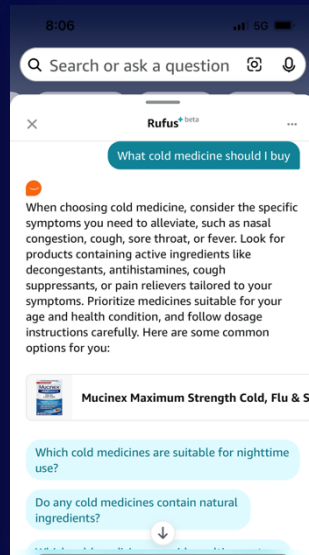 8:06
5G
Search or ask a question
Rufus beta
What cold medicine should I buy
When choosing cold medicine, consider the specific
symptoms you need to alleviate, such as nasal
congestion, cough, sore throat, or fever. Look for
products containing active ingredients like
decongestants, antihistamines, cough
suppressants, or pain relievers tailored to your
symptoms. Prioritize medicines suitable for your
age and health condition, and follow dosage
instructions carefully. Here are some common
options for you:
Mucinex
Mucinex Maximum Strength Cold, Flu & S
Which cold medicines are suitable for nighttime
use?
Do any cold medicines contain natural
ingredients?